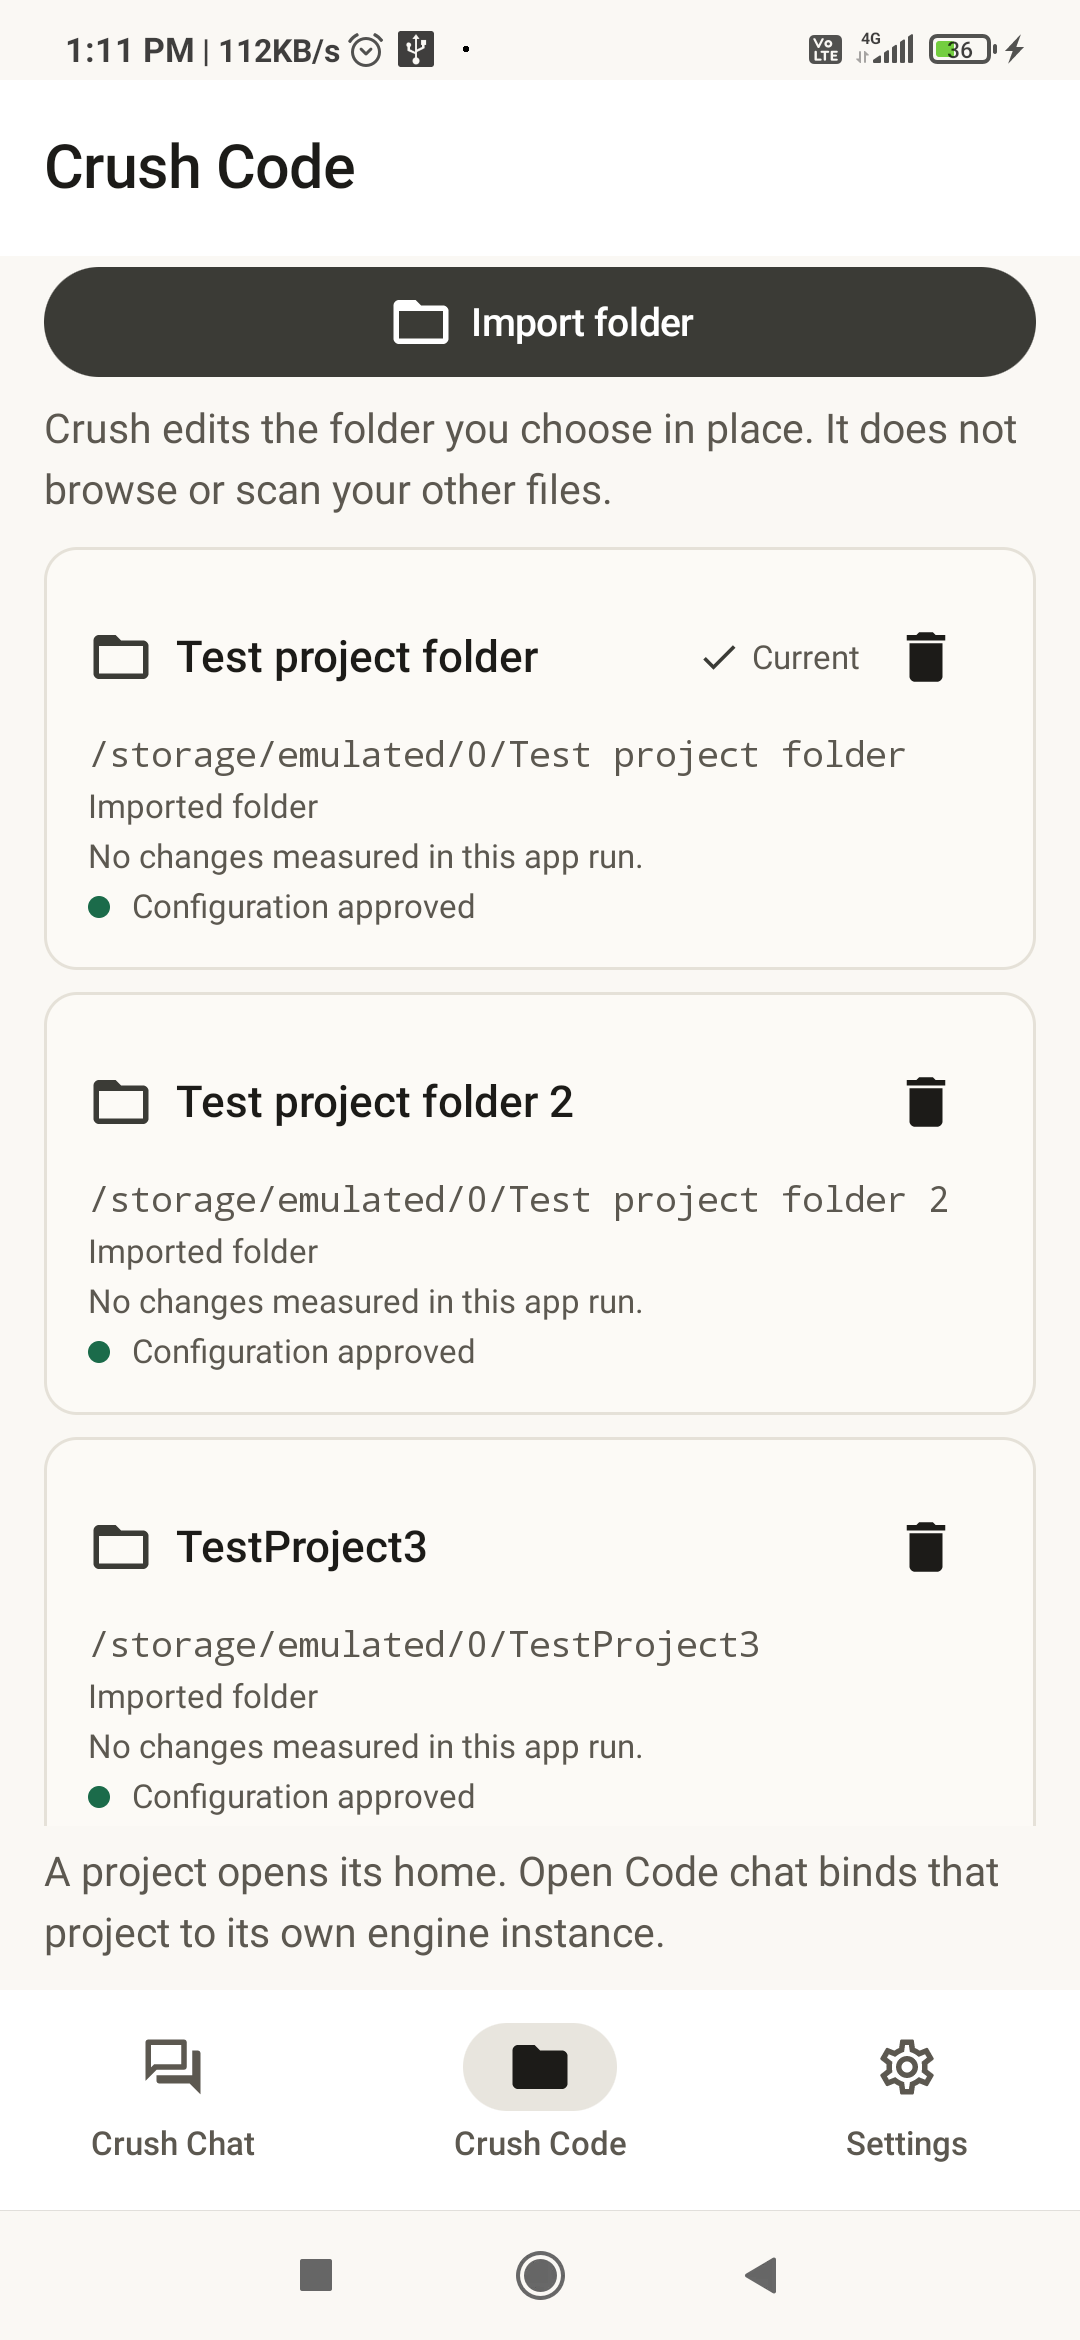 1:11 PM | 112KB/s
Vo LTE 4G 36
Crush Code
Import folder
Crush edits the folder you choose in place. It does not
browse or scan your other files.
Test project folder Current
/storage/emulated/0/Test project folder
Imported folder
No changes measured in this app run.
Configuration approved
Test project folder 2
/storage/emulated/0/Test project folder 2
Imported folder
No changes measured in this app run.
Configuration approved
TestProject3
/storage/emulated/0/TestProject3
Imported folder
No changes measured in this app run.
Configuration approved
A project opens its home. Open Code chat binds that
project to its own engine instance.
Crush Chat Crush Code Settings